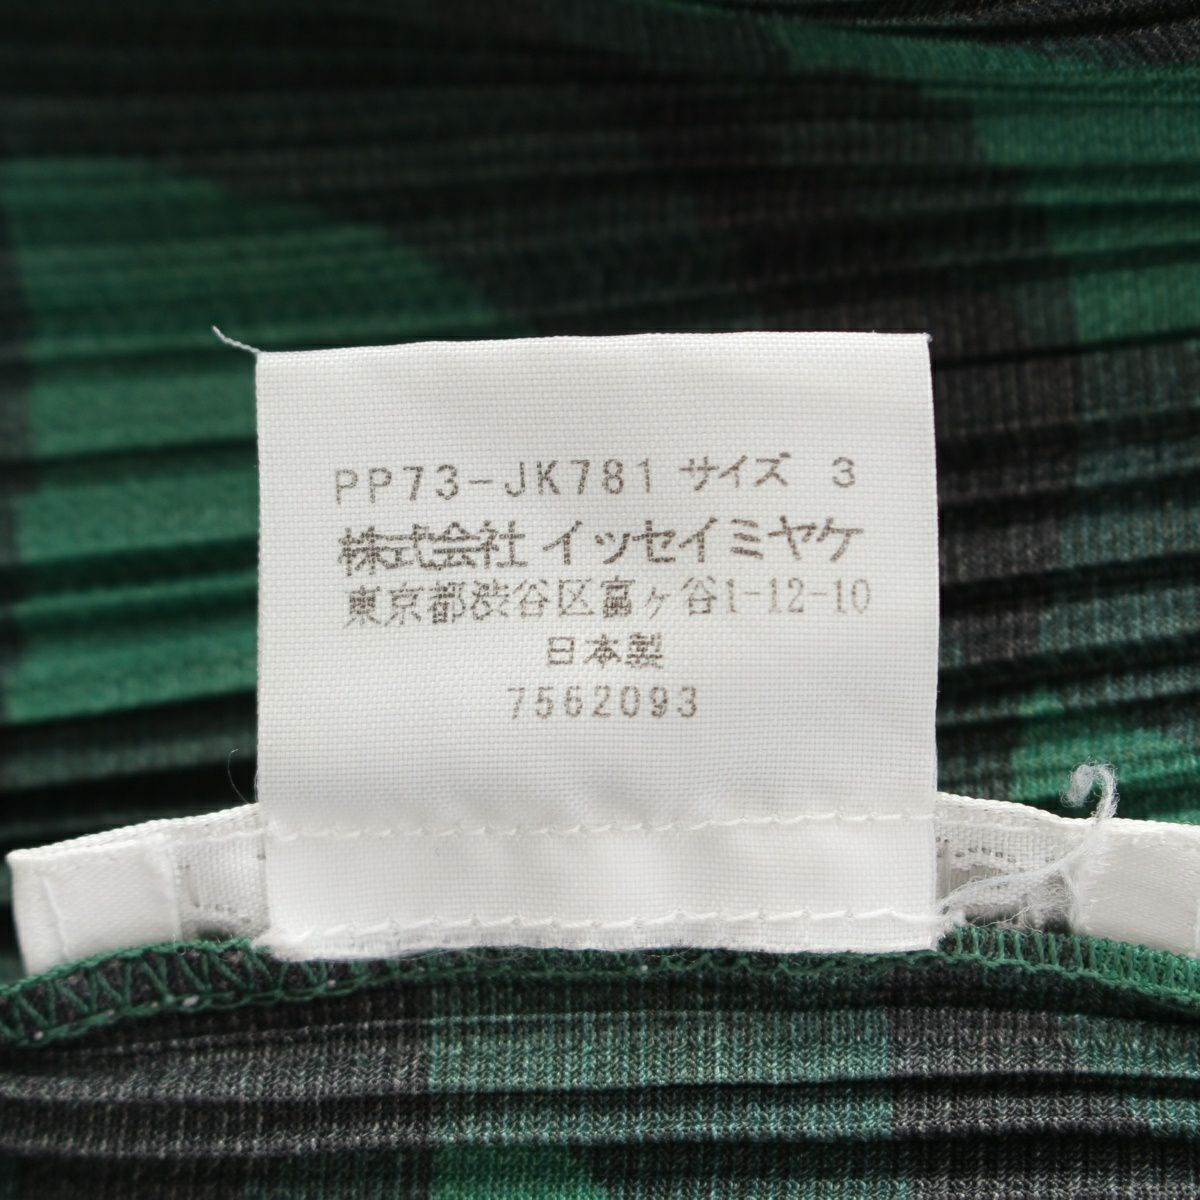 PP73-JK781 サイズ 3
株式会社 イッセイミヤケ
東京都渋谷区富ヶ谷1-12-10
日本製
7562093